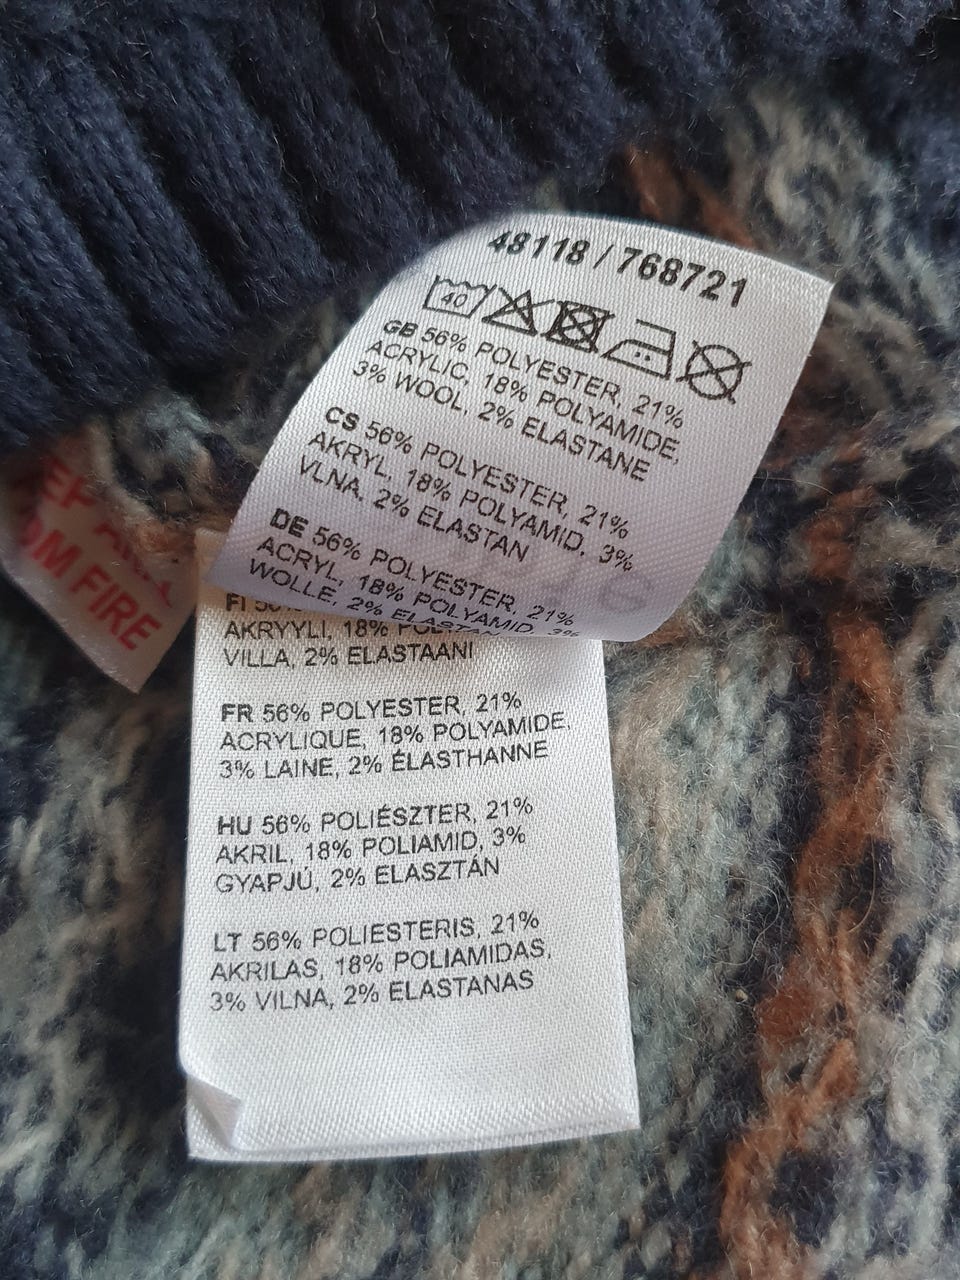 48118 / 768721
40
GB 56% POLYESTER, 21%
ACRYLIC, 18% POLYAMIDE,
3% WOOL, 2% ELASTANE
CS 56% POLYESTER, 21%
AKRYL, 18% POLYAMID, 3%
VLNA, 2% ELASTAN
DE 56% POLYESTER, 21%
ACRYL, 18% POLYAMID, 3%
WOLLE, 2% ELASTAN
FI
AKRYYLI, 18%
VILLA, 2% ELASTAANI
FR 56% POLYESTER, 21%
ACRYLIQUE, 18% POLYAMIDE,
3% LAINE, 2% ÉLASTHANNE
HU 56% POLIÉSZTER, 21%
AKRIL, 18% POLIAMID, 3%
GYAPJÚ, 2% ELASZTÁN
LT 56% POLIESTERIS, 21%
AKRILAS, 18% POLIAMIDAS,
3% VILNA, 2% ELASTANAS
FIRE